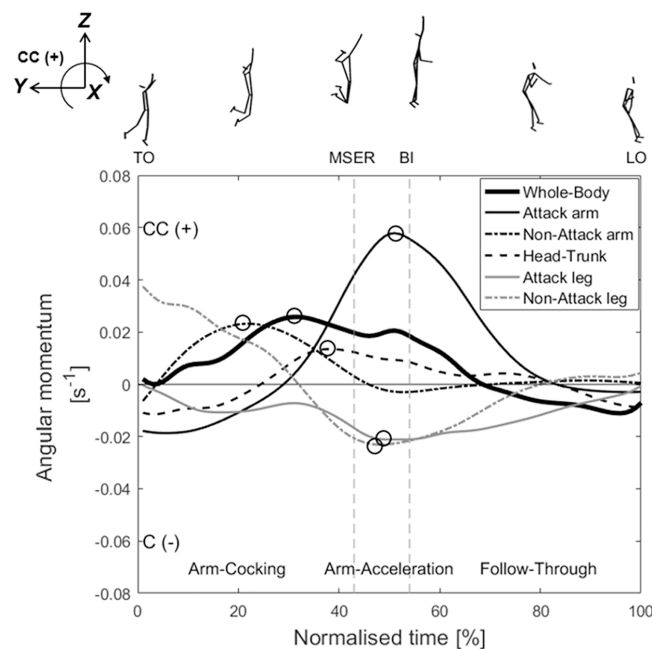 Z
CC (+)
Y
X
TO
MSER
BI
LO
0.08
0.06
0.04
0.02
0
-0.02
-0.04
-0.06
-0.08
Angular momentum
[s-1]
CC (+)
C (-)
Whole-Body
Attack arm
Non-Attack arm
Head-Trunk
Attack leg
Non-Attack leg
Arm-Cocking
Arm-Acceleration
Follow-Through
0
20
40
60
80
100
Normalised time [%]